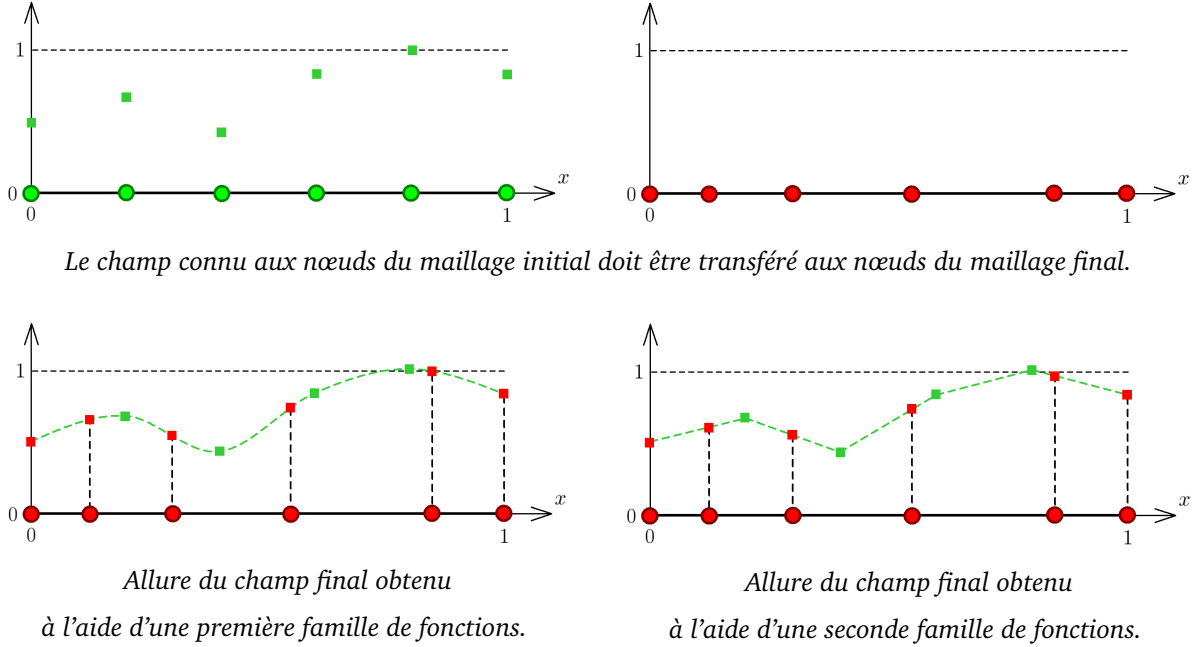 1
1
0
x
0
x
0
1
0
1
Le champ connu aux nœuds du maillage initial doit être transféré aux nœuds du maillage final.
1
1
0
x
0
x
0
1
0
1
Allure du champ final obtenu
à l'aide d'une première famille de fonctions.
Allure du champ final obtenu
à l'aide d'une seconde famille de fonctions.